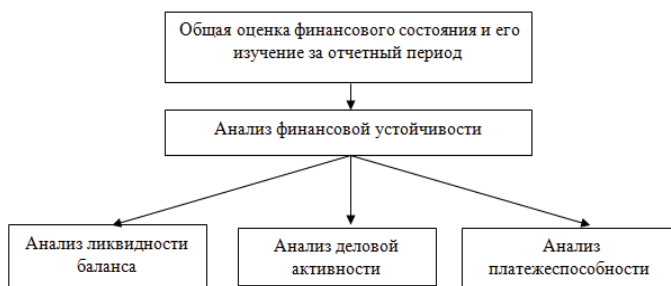 Общая оценка финансового состояния и его
изучение за отчетный период
Анализ финансовой устойчивости
Анализ ликвидности
баланса
Анализ деловой
активности
Анализ
платежеспособности